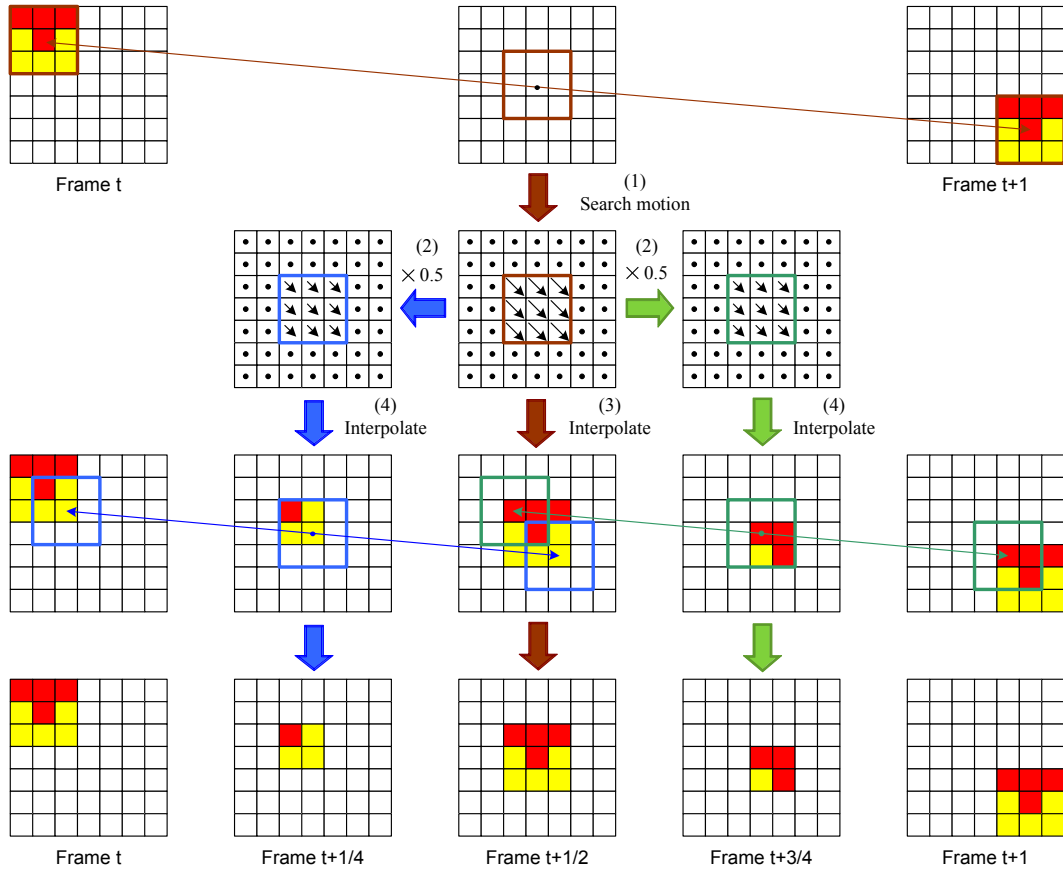 Frame t
Frame t+1
(1)
Search motion
(2)
× 0.5
(2)
× 0.5
(4)
Interpolate
(3)
Interpolate
(4)
Interpolate
Frame t
Frame t+1/4
Frame t+1/2
Frame t+3/4
Frame t+1